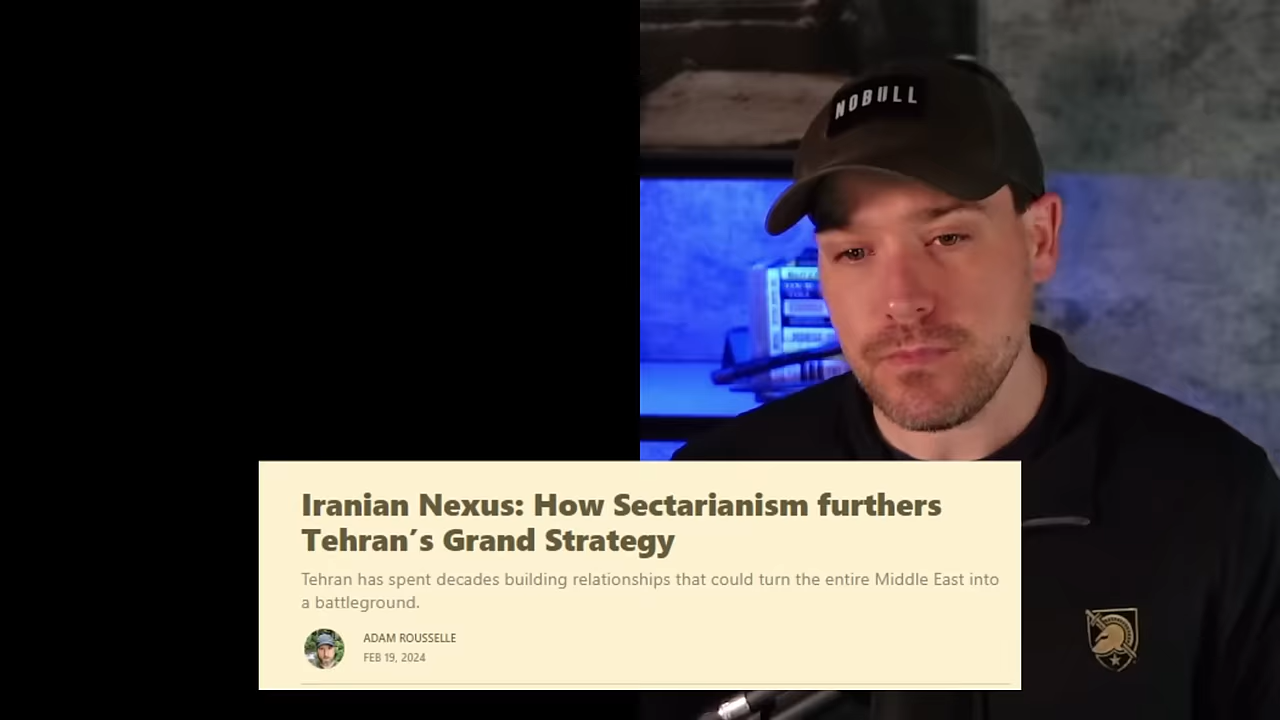 NOBULL
Iranian Nexus: How Sectarianism furthers
Tehran´s Grand Strategy
Tehran has spent decades building relationships that could turn the entire Middle East into
a battleground.
ADAM ROUSSELLE
FEB 19, 2024